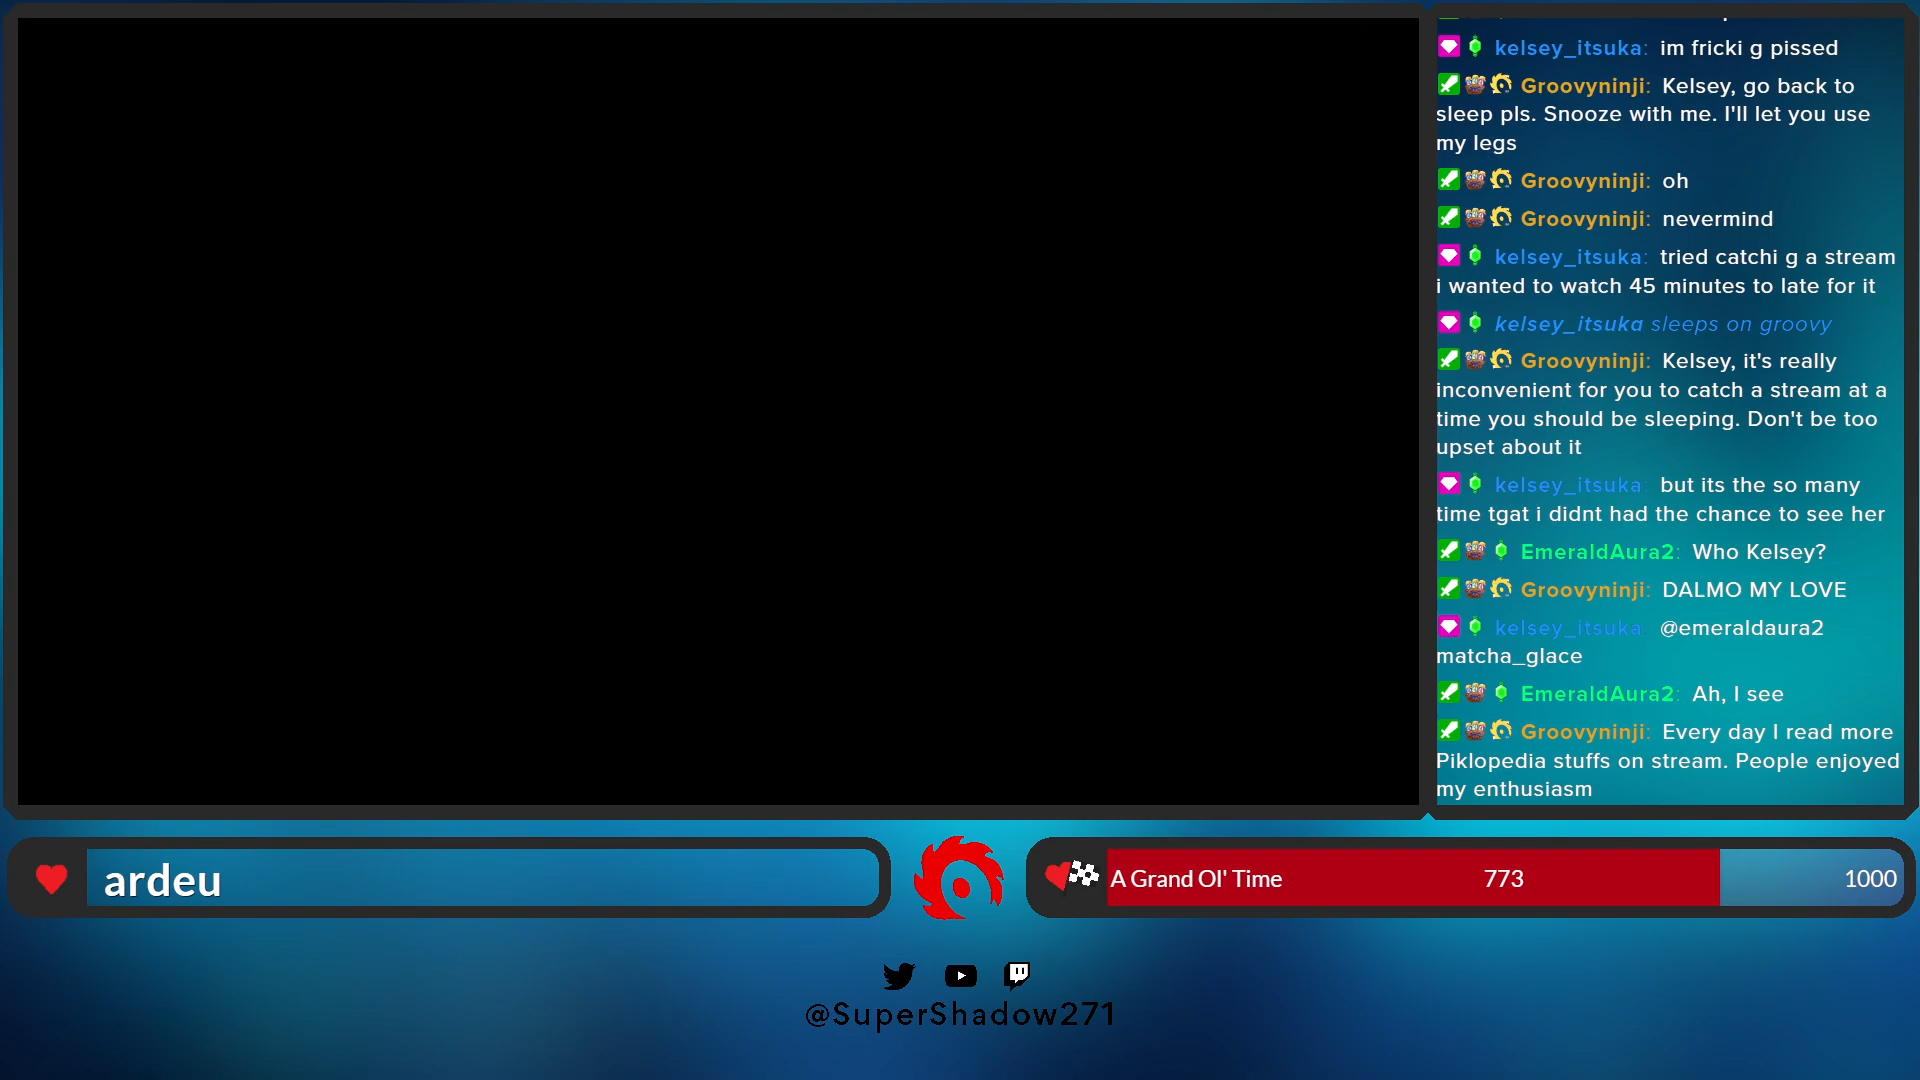 kelsey_itsuka: im fricki g pissed
Groovyninji: Kelsey, go back to
sleep pls. Snooze with me. I'll let you use
my legs
Groovyninji: oh
Groovyninji: nevermind
kelsey_itsuka: tried catchi g a stream
i wanted to watch 45 minutes to late for it
kelsey_itsuka sleeps on groovy
Groovyninji: Kelsey, it's really
inconvenient for you to catch a stream at a
time you should be sleeping. Don't be too
upset about it
kelsey_itsuka: but its the so many
time tgat i didnt had the chance to see her
EmeraldAura2: Who Kelsey?
Groovyninji: DALMO MY LOVE
kelsey_itsuka: @emeraldaura2
matcha_glace
EmeraldAura2: Ah, I see
Groovyninji: Every day I read more
Piklopedia stuffs on stream. People enjoyed
my enthusiasm
ardeu
A Grand Ol' Time 773 1000
@SuperShadow271